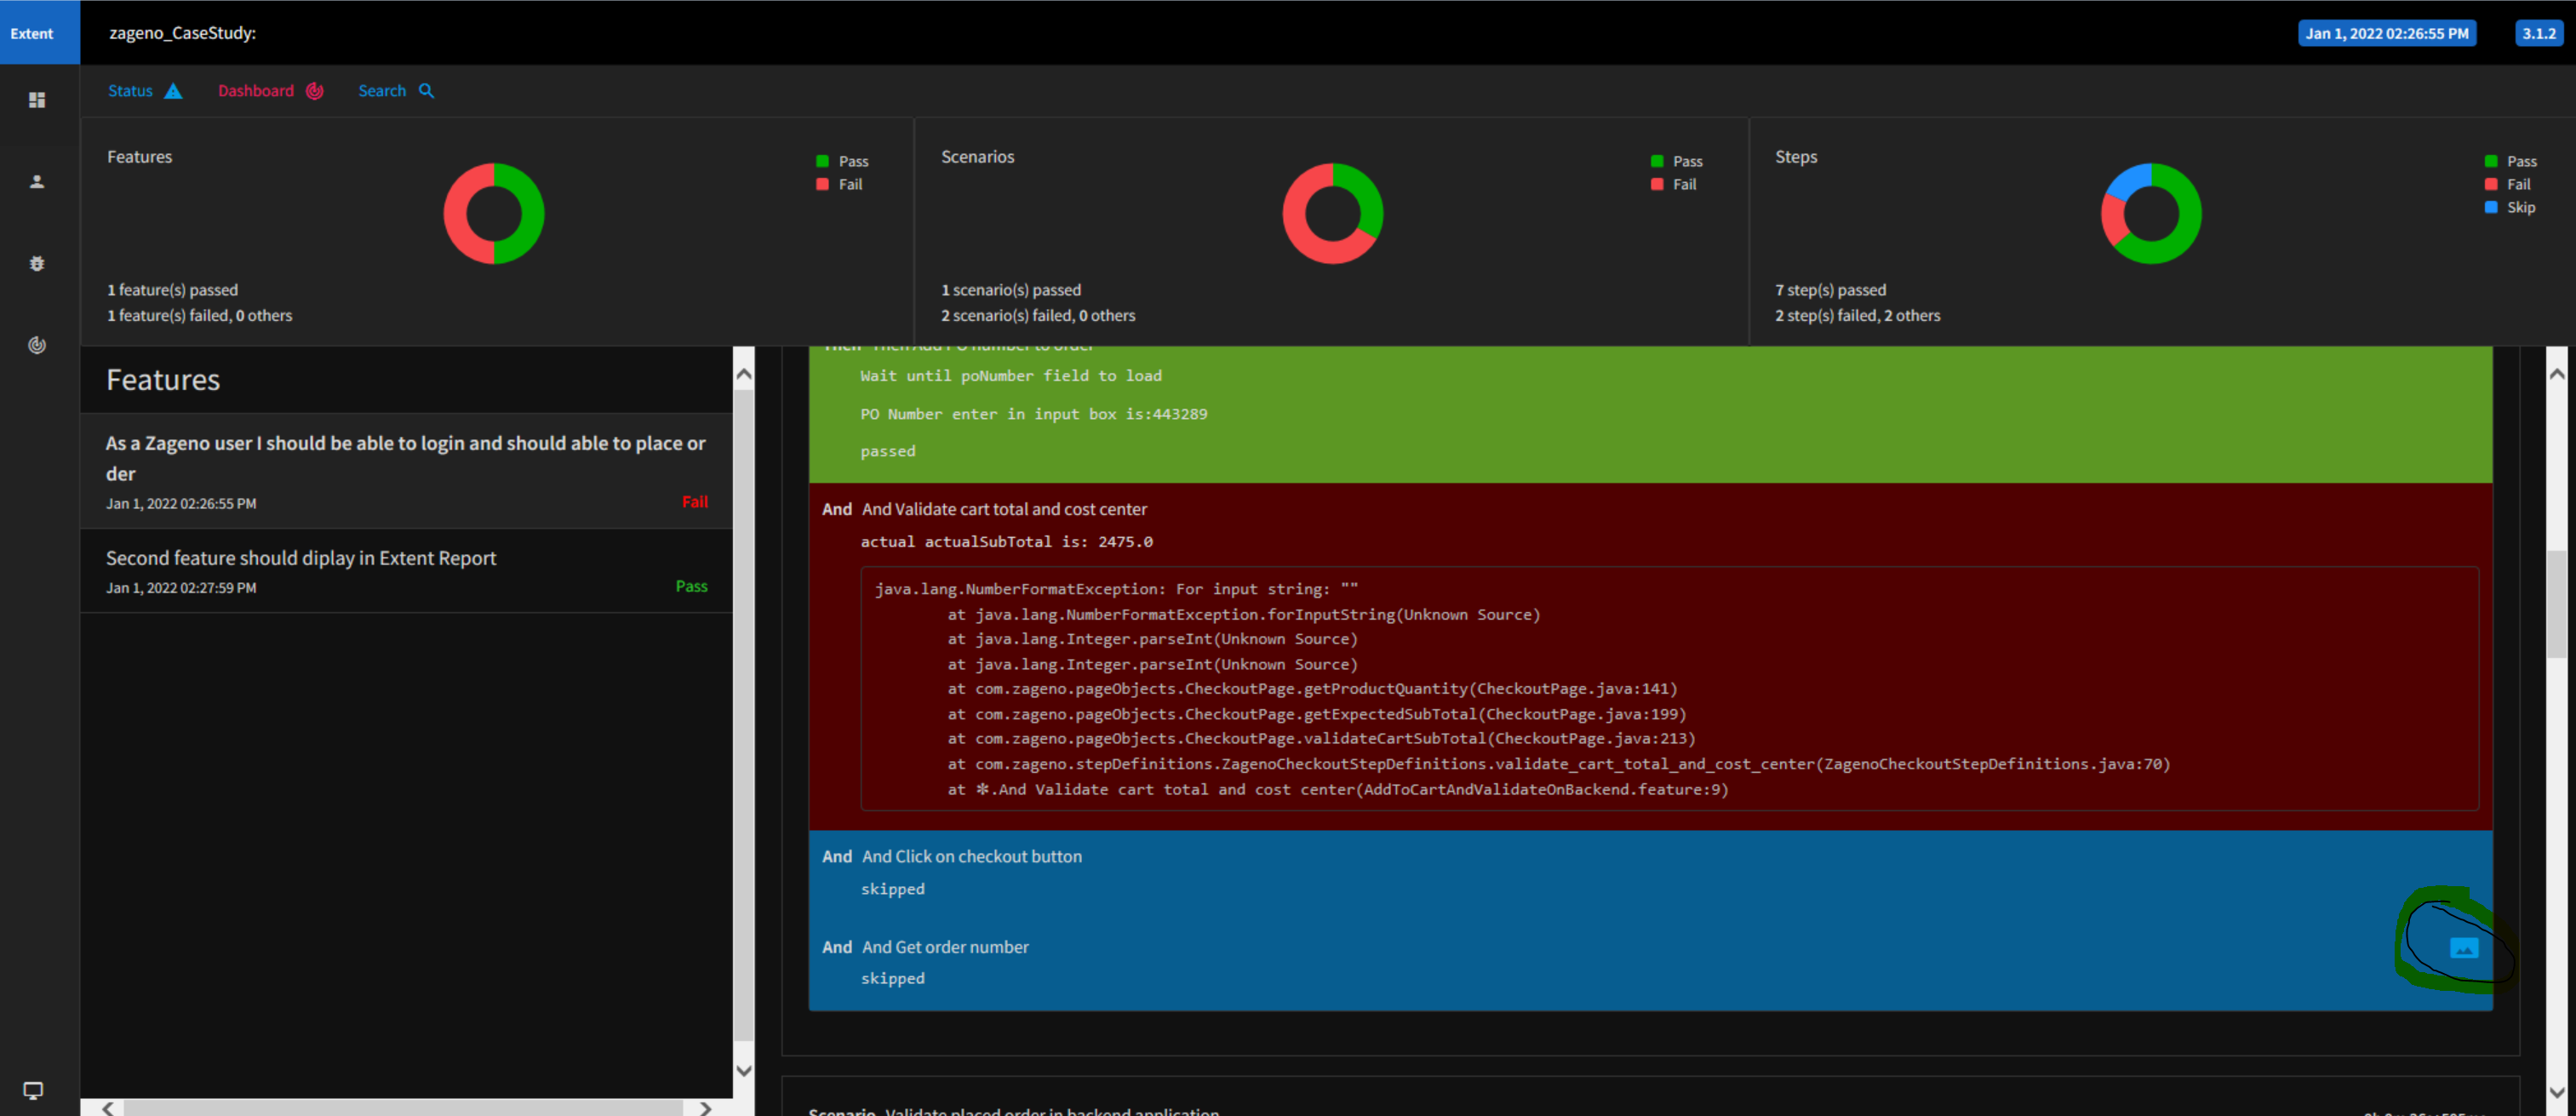 Extent
zageno_CaseStudy:
Jan 1, 2022 02:26:55 PM
3.1.2
Status
Dashboard
Search
Features
Pass
Fail
1 feature(s) passed
1 feature(s) failed, 0 others
Scenarios
Pass
Fail
1 scenario(s) passed
2 scenario(s) failed, 0 others
Steps
Pass
Fail
Skip
7 step(s) passed
2 step(s) failed, 2 others
Features
As a Zageno user I should be able to login and should able to place or
der
Jan 1, 2022 02:26:55 PM
Fail
Second feature should diplay in Extent Report
Jan 1, 2022 02:27:59 PM
Pass
Then Then Add PO number to order
Wait until poNumber field to load
PO Number enter in input box is:443289
passed
And And Validate cart total and cost center
actual actualSubTotal is: 2475.0
java.lang.NumberFormatException: For input string: ""
at java.lang.NumberFormatException.forInputString(Unknown Source)
at java.lang.Integer.parseInt(Unknown Source)
at java.lang.Integer.parseInt(Unknown Source)
at com.zageno.pageObjects.CheckoutPage.getProductQuantity(CheckoutPage.java:141)
at com.zageno.pageObjects.CheckoutPage.getExpectedSubTotal(CheckoutPage.java:199)
at com.zageno.pageObjects.CheckoutPage.validateCartSubTotal(CheckoutPage.java:213)
at com.zageno.stepDefinitions.ZagenoCheckoutStepDefinitions.validate_cart_total_and_cost_center(ZagenoCheckoutStepDefinitions.java:70)
at ✽.And Validate cart total and cost center(AddToCartAndValidateOnBackend.feature:9)
And And Click on checkout button
skipped
And And Get order number
skipped
Scenario Validate placed order in backend application